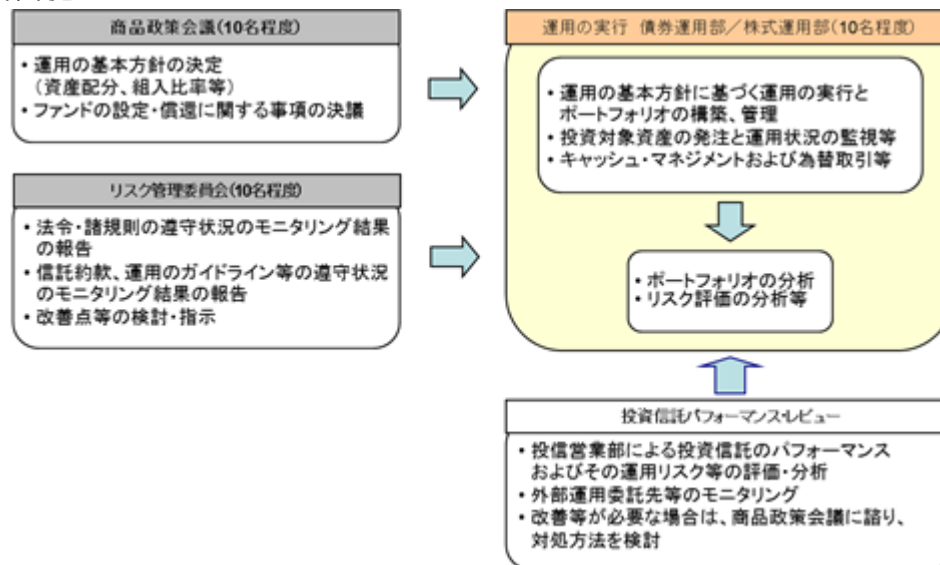 商品政策会議(10名程度)
・運用の基本方針の決定
（資産配分、組入比率等）
・ファンドの設定・償還に関する事項の決議
リスク管理委員会(10名程度)
・法令・諸規則の遵守状況のモニタリング結果
の報告
・信託約款、運用のガイドライン等の遵守状況
のモニタリング結果の報告
・改善点等の検討・指示
運用の実行 債券運用部／株式運用部(10名程度)
・運用の基本方針に基づく運用の実行と
ポートフォリオの構築、管理
・投資対象資産の発注と運用状況の監視等
・キャッシュ・マネジメントおよび為替取引等
・ポートフォリオの分析
・リスク評価の分析等
投資信託パフォーマンス・レビュー
・投信営業部による投資信託のパフォーマンス
およびその運用リスク等の評価・分析
・外部運用委託先等のモニタリング
・改善等が必要な場合は、商品政策会議に諮り、
対処方法を検討